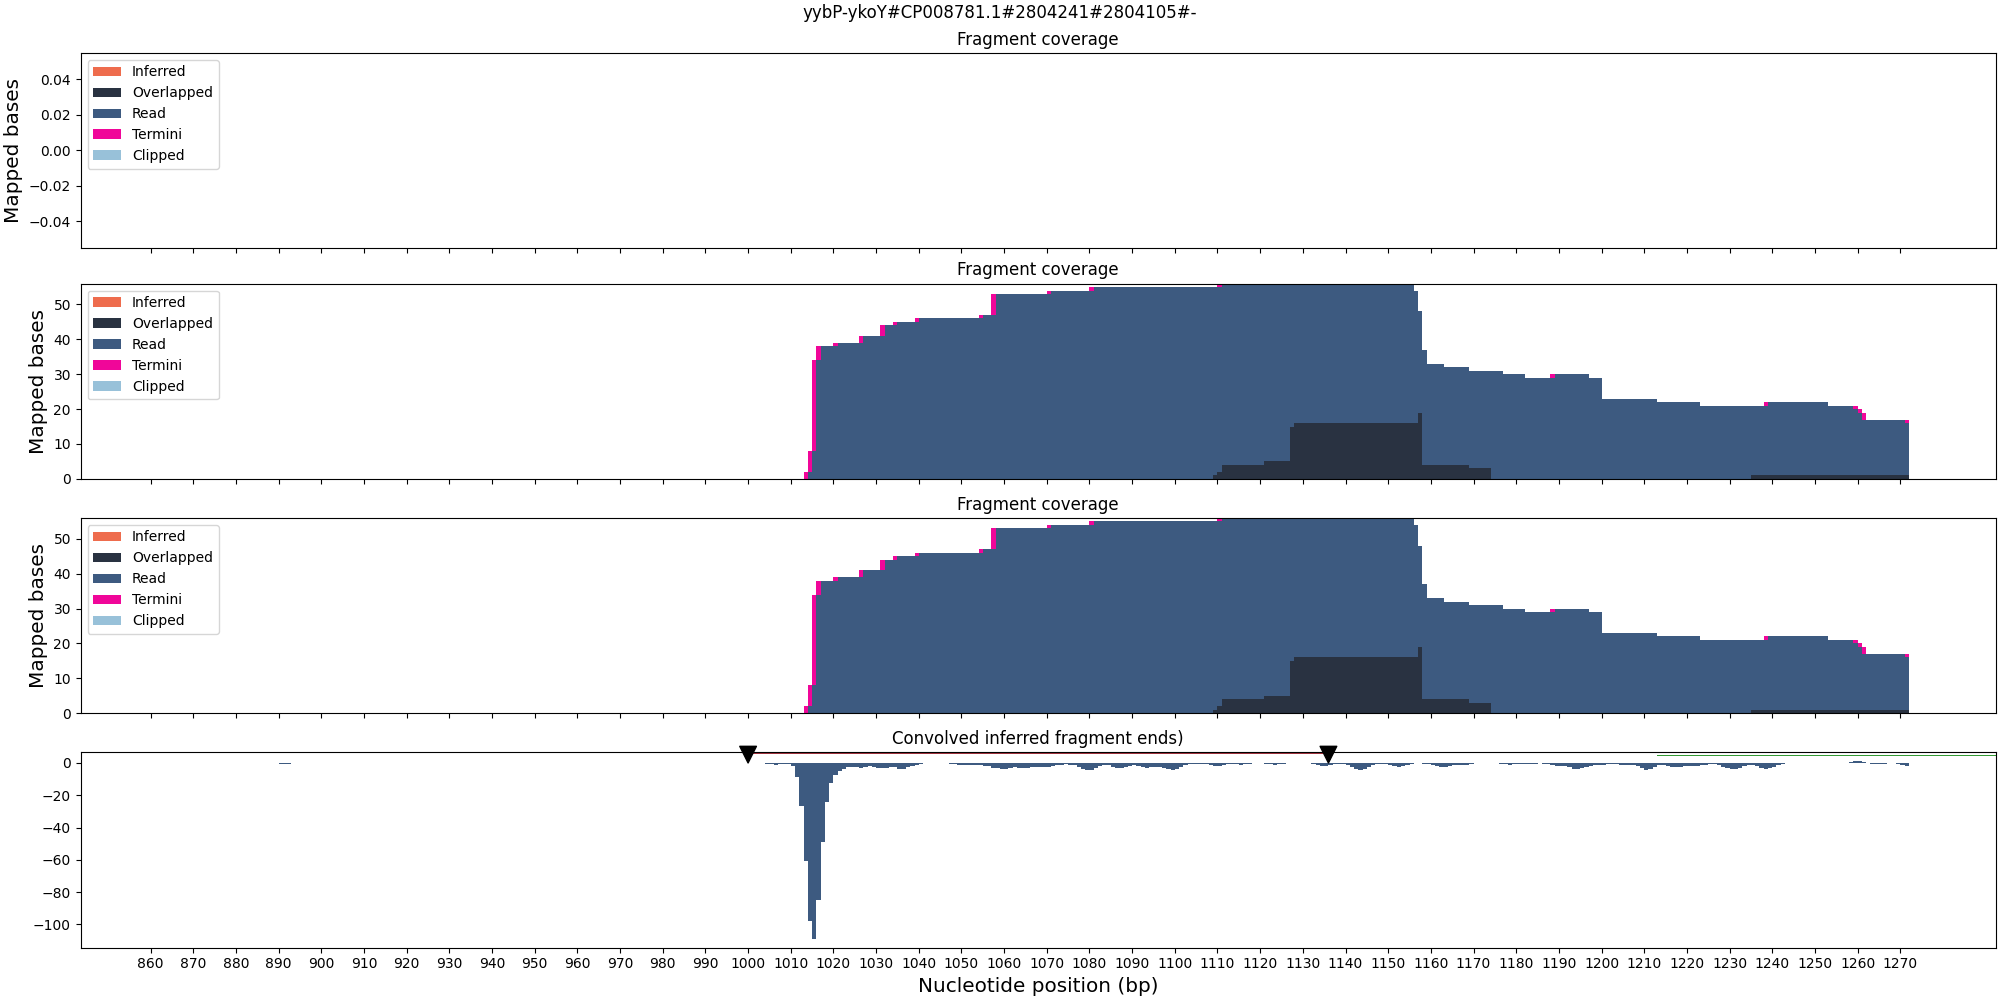 yybP-ykoY#CP008781.1#2804241#2804105#-
Fragment coverage
Mapped bases
0.04
0.02
0.00
−0.02
−0.04
Inferred
Overlapped
Read
Termini
Clipped
Fragment coverage
Mapped bases
50
40
30
20
10
0
Inferred
Overlapped
Read
Termini
Clipped
Fragment coverage
Mapped bases
50
40
30
20
10
0
Inferred
Overlapped
Read
Termini
Clipped
Convolved inferred fragment ends)
0
−20
−40
−60
−80
−100
860 870 880 890 900 910 920 930 940 950 960 970 980 990 1000 1010 1020 1030 1040 1050 1060 1070 1080 1090 1100 1110 1120 1130 1140 1150 1160 1170 1180 1190 1200 1210 1220 1230 1240 1250 1260 1270
Nucleotide position (bp)